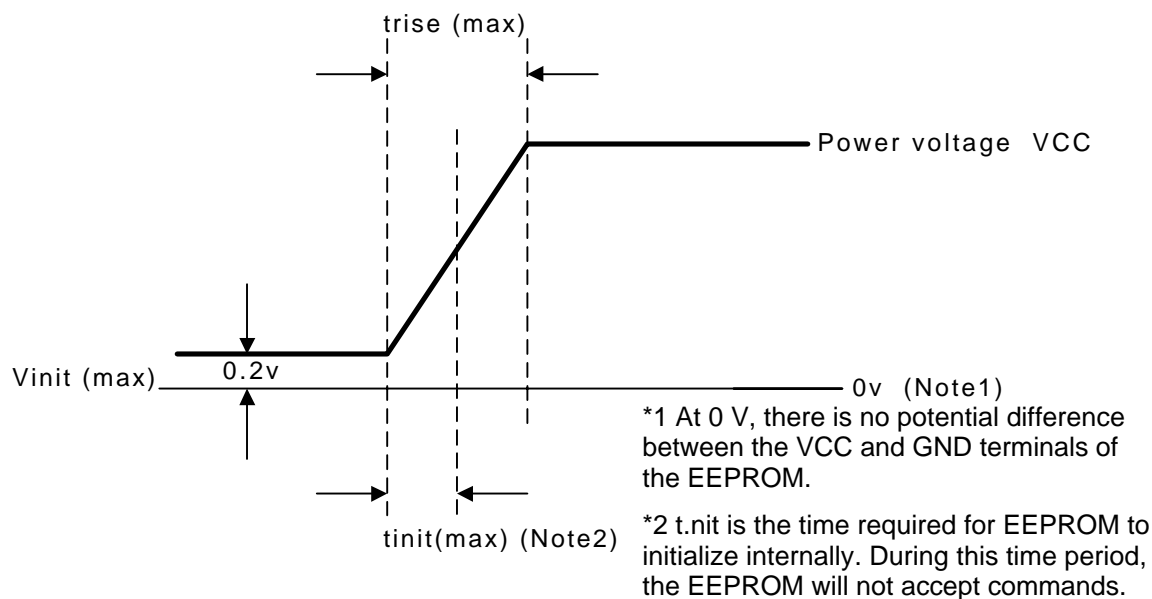 trise (max)
Power voltage VCC
0.2v
Vinit (max)
0v (Note1)
*1 At 0 V, there is no potential difference
between the VCC and GND terminals of
the EEPROM.
tinit(max) (Note2)
*2 t.nit is the time required for EEPROM to
initialize internally. During this time period,
the EEPROM will not accept commands.